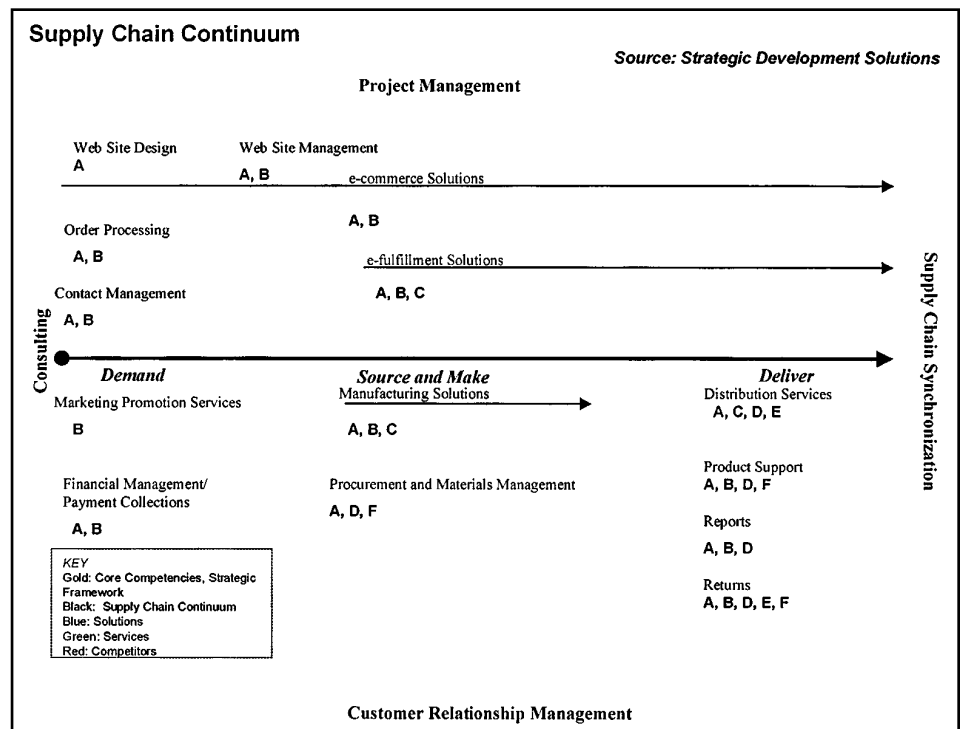 Supply Chain Continuum
Source: Strategic Development Solutions
Project Management
Web Site Design
A
Web Site Management
A, B
e-commerce Solutions
A, B
Order Processing
A, B
e-fulfillment Solutions
A, B, C
Contact Management
A, B
Consulting
Supply Chain Synchronization
Demand
Source and Make
Deliver
Marketing Promotion Services
B
Manufacturing Solutions
A, B, C
Distribution Services
A, C, D, E
Financial Management/
Payment Collections
A, B
Procurement and Materials Management
A, D, F
Product Support
A, B, D, F
Reports
A, B, D
Returns
A, B, D, E, F
KEY
Gold: Core Competencies, Strategic
Framework
Black: Supply Chain Continuum
Blue: Solutions
Green: Services
Red: Competitors
Customer Relationship Management